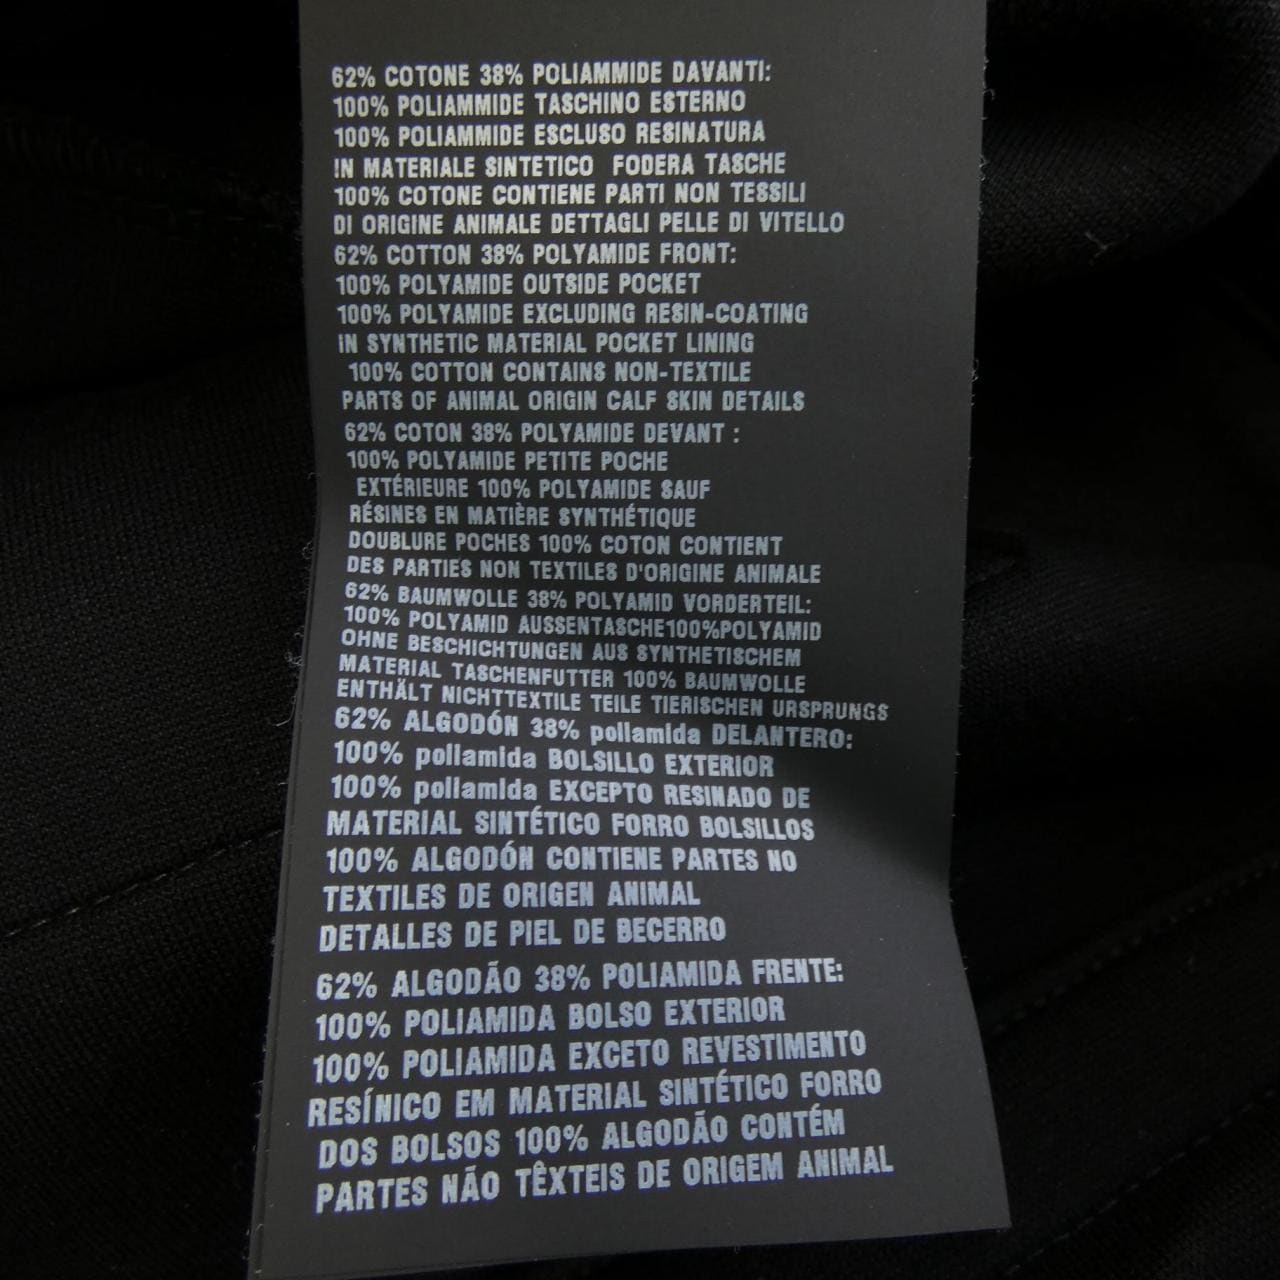 62% COTONE 38% POLIAMMIDE DAVANTI:
100% POLIAMMIDE TASCHINO ESTERNO
100% POLIAMMIDE ESCLUSO RESINATURA
IN MATERIALE SINTETICO FODERA TASCHE
100% COTONE CONTIENE PARTI NON TESSILI
DI ORIGINE ANIMALE DETTAGLI PELLE DI VITELLO
62% COTTON 38% POLYAMIDE FRONT:
100% POLYAMIDE OUTSIDE POCKET
100% POLYAMIDE EXCLUDING RESIN-COATING
IN SYNTHETIC MATERIAL POCKET LINING
100% COTTON CONTAINS NON-TEXTILE
PARTS OF ANIMAL ORIGIN CALF SKIN DETAILS
62% COTON 38% POLYAMIDE DEVANT :
100% POLYAMIDE PETITE POCHE
EXTÉRIEURE 100% POLYAMIDE SAUF
RÉSINES EN MATIÈRE SYNTHÉTIQUE
DOUBLURE POCHES 100% COTON CONTIENT
DES PARTIES NON TEXTILES D'ORIGINE ANIMALE
62% BAUMWOLLE 38% POLYAMID VORDERTEIL:
100% POLYAMID AUSSENTASCHE100%POLYAMID
OHNE BESCHICHTUNGEN AUS SYNTHETISCHEM
MATERIAL TASCHENFUTTER 100% BAUMWOLLE
ENTHÄLT NICHTTEXTILE TEILE TIERISCHEN URSPRUNGS
62% ALGODÓN 38% poliamida DELANTERO:
100% poliamida BOLSILLO EXTERIOR
100% poliamida EXCEPTO RESINADO DE
MATERIAL SINTÉTICO FORRO BOLSILLOS
100% ALGODÓN CONTIENE PARTES NO
TEXTILES DE ORIGEN ANIMAL
DETALLES DE PIEL DE BECERRO
62% ALGODÃO 38% POLIAMIDA FRENTE:
100% POLIAMIDA BOLSO EXTERIOR
100% POLIAMIDA EXCETO REVESTIMENTO
RESÍNICO EM MATERIAL SINTÉTICO FORRO
DOS BOLSOS 100% ALGODÃO CONTÉM
PARTES NÃO TÊXTEIS DE ORIGEM ANIMAL